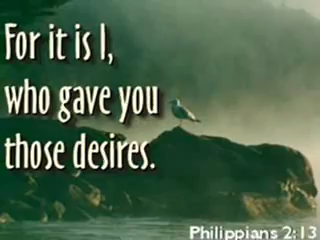 For it is I,
who gave you
those desires.
Philippians 2:13